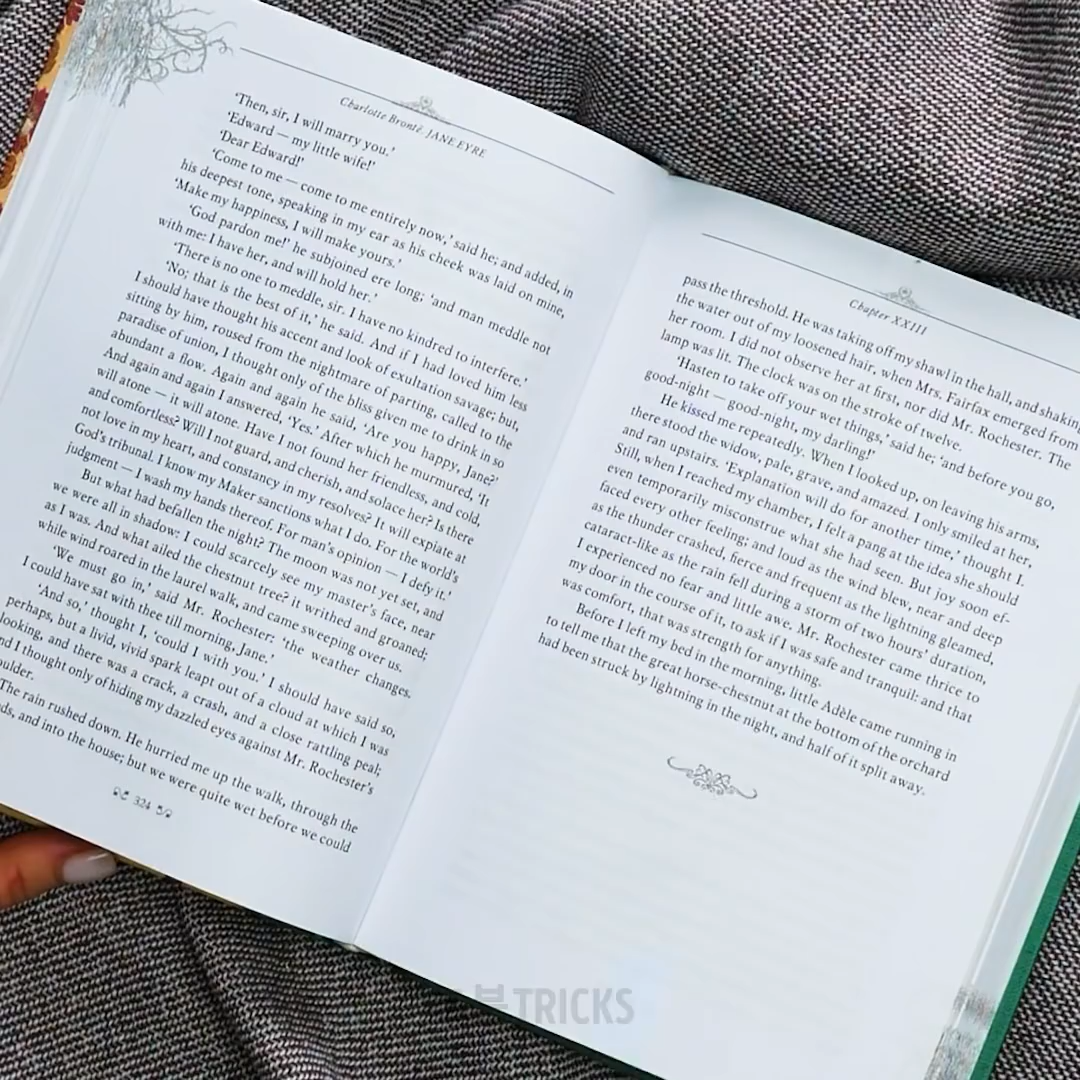 Charlotte Brontë. JANE EYRE
‘Then, sir, I will marry you.’
‘Edward — my little wife!’
‘Dear Edward!’
‘Come to me — come to me entirely now,’ said he; and added, in
his deepest tone, speaking in my ear as his cheek was laid on mine,
‘Make my happiness, I will make yours.’
‘God pardon me!’ he subjoined ere long; ‘and man meddle not
with me: I have her, and will hold her.’
‘There is no one to meddle, sir. I have no kindred to interfere.’
‘No; that is the best of it,’ he said. And if I had loved him less
I should have thought his accent and look of exultation savage; but,
sitting by him, roused from the nightmare of parting, called to the
paradise of union, I thought only of the bliss given me to drink in so
abundant a flow. Again and again he said, ‘Are you happy, Jane?’
And again and again I answered, ‘Yes.’ After which he murmured, ‘It
will atone — it will atone. Have I not found her friendless, and cold,
and comfortless? Will I not guard, and cherish, and solace her? Is there
not love in my heart, and constancy in my resolves? It will expiate at
God’s tribunal. I know my Maker sanctions what I do. For the world’s
judgment — I wash my hands thereof. For man’s opinion — I defy it.’
But what had befallen the night? The moon was not yet set, and
we were all in shadow: I could scarcely see my master’s face, near
as I was. And what ailed the chestnut tree? it writhed and groaned;
while wind roared in the laurel walk, and came sweeping over us.
‘We must go in,’ said Mr. Rochester: ‘the weather changes.
I could have sat with thee till morning, Jane.’
‘And so,’ thought I, ‘could I with you.’ I should have said so,
perhaps, but a livid, vivid spark leapt out of a cloud at which I was
looking, and there was a crack, a crash, and a close rattling peal;
nd I thought only of hiding my dazzled eyes against Mr. Rochester’s
oulder.
The rain rushed down. He hurried me up the walk, through the
ds, and into the house; but we were quite wet before we could
324
Chapter XXIII
pass the threshold. He was taking off my shawl in the hall, and shaking
the water out of my loosened hair, when Mrs. Fairfax emerged from
her room. I did not observe her at first, nor did Mr. Rochester. The
lamp was lit. The clock was on the stroke of twelve.
‘Hasten to take off your wet things,’ said he; ‘and before you go,
good-night — good-night, my darling!’
He kissed me repeatedly. When I looked up, on leaving his arms,
there stood the widow, pale, grave, and amazed. I only smiled at her,
and ran upstairs. ‘Explanation will do for another time,’ thought I.
Still, when I reached my chamber, I felt a pang at the idea she should
even temporarily misconstrue what she had seen. But joy soon ef-
faced every other feeling; and loud as the wind blew, near and deep
as the thunder crashed, fierce and frequent as the lightning gleamed,
cataract-like as the rain fell during a storm of two hours’ duration,
I experienced no fear and little awe. Mr. Rochester came thrice to
my door in the course of it, to ask if I was safe and tranquil: and that
was comfort, that was strength for anything.
Before I left my bed in the morning, little Adèle came running in
to tell me that the great horse-chestnut at the bottom of the orchard
had been struck by lightning in the night, and half of it split away.
TRICKS